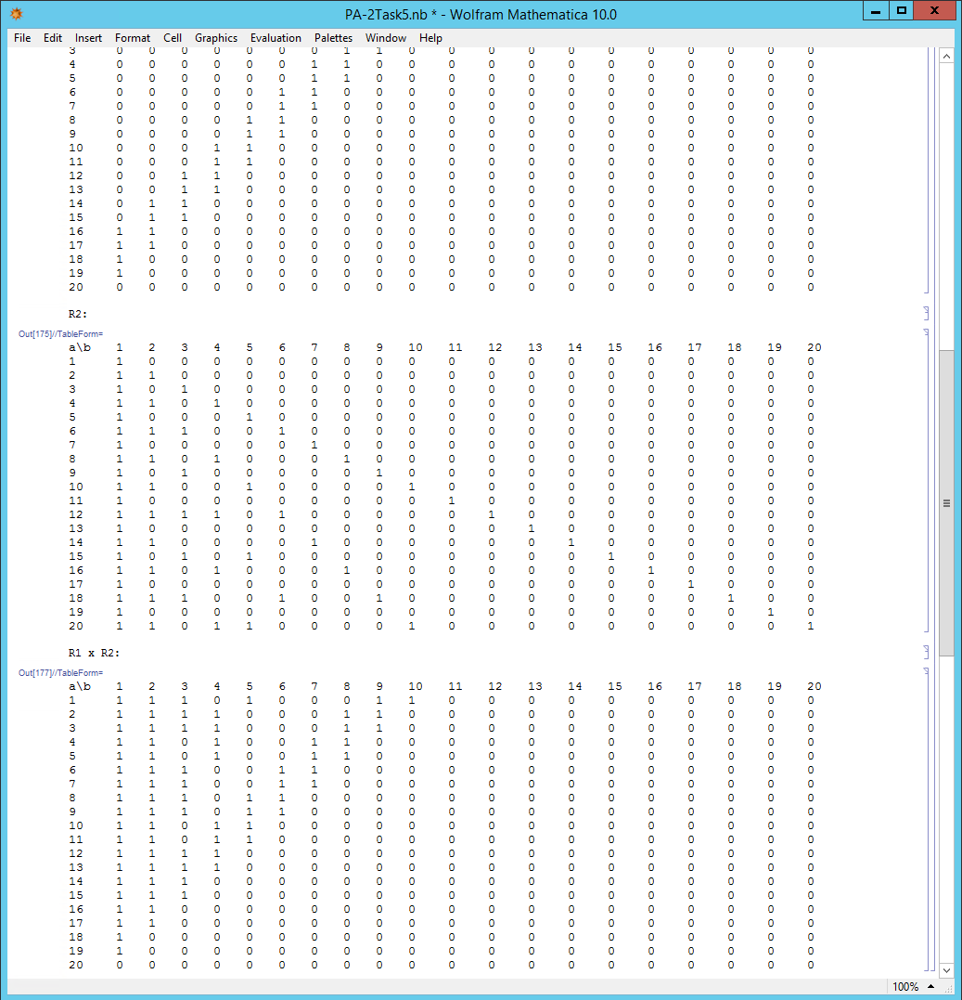 PA-2Task5.nb * - Wolfram Mathematica 10.0
File Edit Insert Format Cell Graphics Evaluation Palettes Window Help
3 0 0 0 0 0 0 0 1 1 0 0 0 0 0 0 0 0 0 0 0
4 0 0 0 0 0 0 1 1 0 0 0 0 0 0 0 0 0 0 0 0
5 0 0 0 0 0 0 1 1 0 0 0 0 0 0 0 0 0 0 0 0
6 0 0 0 0 0 1 1 0 0 0 0 0 0 0 0 0 0 0 0 0
7 0 0 0 0 0 1 1 0 0 0 0 0 0 0 0 0 0 0 0 0
8 0 0 0 0 1 1 0 0 0 0 0 0 0 0 0 0 0 0 0 0
9 0 0 0 0 1 1 0 0 0 0 0 0 0 0 0 0 0 0 0 0
10 0 0 0 1 1 0 0 0 0 0 0 0 0 0 0 0 0 0 0 0
11 0 0 0 1 1 0 0 0 0 0 0 0 0 0 0 0 0 0 0 0
12 0 0 1 1 0 0 0 0 0 0 0 0 0 0 0 0 0 0 0 0
13 0 0 1 1 0 0 0 0 0 0 0 0 0 0 0 0 0 0 0 0
14 0 1 1 0 0 0 0 0 0 0 0 0 0 0 0 0 0 0 0 0
15 0 1 1 0 0 0 0 0 0 0 0 0 0 0 0 0 0 0 0 0
16 1 1 0 0 0 0 0 0 0 0 0 0 0 0 0 0 0 0 0 0
17 1 1 0 0 0 0 0 0 0 0 0 0 0 0 0 0 0 0 0 0
18 1 0 0 0 0 0 0 0 0 0 0 0 0 0 0 0 0 0 0 0
19 1 0 0 0 0 0 0 0 0 0 0 0 0 0 0 0 0 0 0 0
20 0 0 0 0 0 0 0 0 0 0 0 0 0 0 0 0 0 0 0 0
R2:
Out[175]//TableForm=
a\b 1 2 3 4 5 6 7 8 9 10 11 12 13 14 15 16 17 18 19 20
1 1 0 0 0 0 0 0 0 0 0 0 0 0 0 0 0 0 0 0 0
2 1 1 0 0 0 0 0 0 0 0 0 0 0 0 0 0 0 0 0 0
3 1 0 1 0 0 0 0 0 0 0 0 0 0 0 0 0 0 0 0 0
4 1 1 0 1 0 0 0 0 0 0 0 0 0 0 0 0 0 0 0 0
5 1 0 0 0 1 0 0 0 0 0 0 0 0 0 0 0 0 0 0 0
6 1 1 1 0 0 1 0 0 0 0 0 0 0 0 0 0 0 0 0 0
7 1 0 0 0 0 0 1 0 0 0 0 0 0 0 0 0 0 0 0 0
8 1 1 0 1 0 0 0 1 0 0 0 0 0 0 0 0 0 0 0 0
9 1 0 1 0 0 0 0 0 1 0 0 0 0 0 0 0 0 0 0 0
10 1 1 0 0 1 0 0 0 0 1 0 0 0 0 0 0 0 0 0 0
11 1 0 0 0 0 0 0 0 0 0 1 0 0 0 0 0 0 0 0 0
12 1 1 1 1 0 1 0 0 0 0 0 1 0 0 0 0 0 0 0 0
13 1 0 0 0 0 0 0 0 0 0 0 0 1 0 0 0 0 0 0 0
14 1 1 0 0 0 0 1 0 0 0 0 0 0 1 0 0 0 0 0 0
15 1 0 1 0 1 0 0 0 0 0 0 0 0 0 1 0 0 0 0 0
16 1 1 0 1 0 0 0 1 0 0 0 0 0 0 0 1 0 0 0 0
17 1 0 0 0 0 0 0 0 0 0 0 0 0 0 0 0 1 0 0 0
18 1 1 1 0 0 1 0 0 1 0 0 0 0 0 0 0 0 1 0 0
19 1 0 0 0 0 0 0 0 0 0 0 0 0 0 0 0 0 0 1 0
20 1 1 0 1 1 0 0 0 0 1 0 0 0 0 0 0 0 0 0 1
R1 x R2:
Out[177]//TableForm=
a\b 1 2 3 4 5 6 7 8 9 10 11 12 13 14 15 16 17 18 19 20
1 1 1 1 0 1 0 0 0 1 1 0 0 0 0 0 0 0 0 0 0
2 1 1 1 1 0 0 0 1 1 0 0 0 0 0 0 0 0 0 0 0
3 1 1 1 1 0 0 0 1 1 0 0 0 0 0 0 0 0 0 0 0
4 1 1 0 1 0 0 1 1 0 0 0 0 0 0 0 0 0 0 0 0
5 1 1 0 1 0 0 1 1 0 0 0 0 0 0 0 0 0 0 0 0
6 1 1 1 0 0 1 1 0 0 0 0 0 0 0 0 0 0 0 0 0
7 1 1 1 0 0 1 1 0 0 0 0 0 0 0 0 0 0 0 0 0
8 1 1 1 0 1 1 0 0 0 0 0 0 0 0 0 0 0 0 0 0
9 1 1 1 0 1 1 0 0 0 0 0 0 0 0 0 0 0 0 0 0
10 1 1 0 1 1 0 0 0 0 0 0 0 0 0 0 0 0 0 0 0
11 1 1 0 1 1 0 0 0 0 0 0 0 0 0 0 0 0 0 0 0
12 1 1 1 1 0 0 0 0 0 0 0 0 0 0 0 0 0 0 0 0
13 1 1 1 1 0 0 0 0 0 0 0 0 0 0 0 0 0 0 0 0
14 1 1 1 0 0 0 0 0 0 0 0 0 0 0 0 0 0 0 0 0
15 1 1 1 0 0 0 0 0 0 0 0 0 0 0 0 0 0 0 0 0
16 1 1 0 0 0 0 0 0 0 0 0 0 0 0 0 0 0 0 0 0
17 1 1 0 0 0 0 0 0 0 0 0 0 0 0 0 0 0 0 0 0
18 1 0 0 0 0 0 0 0 0 0 0 0 0 0 0 0 0 0 0 0
19 1 0 0 0 0 0 0 0 0 0 0 0 0 0 0 0 0 0 0 0
20 0 0 0 0 0 0 0 0 0 0 0 0 0 0 0 0 0 0 0 0
100%